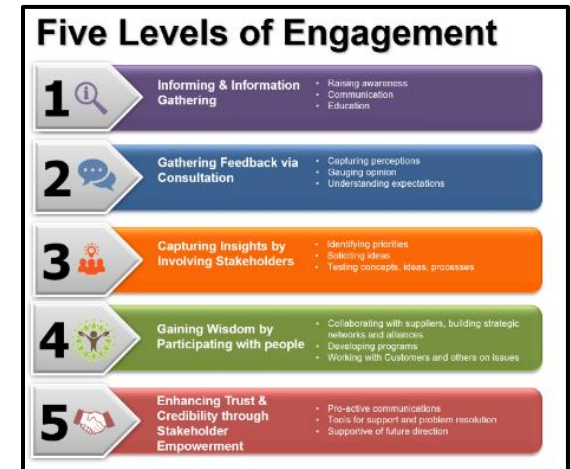 Five Levels of Engagement
1
Informing & Information
Gathering
• Raising awareness
• Communication
• Education
2
Gathering Feedback via
Consultation
• Capturing perceptions
• Gauging opinion
• Understanding expectations
3
Capturing Insights by
Involving Stakeholders
• Identifying priorities
• Soliciting ideas
• Testing concepts, ideas, processes
4
Gaining Wisdom by
Participating with people
• Collaborating with suppliers, building strategic
networks and alliances
• Developing programs
• Working with Customers and others on issues
5
Enhancing Trust &
Credibility through
Stakeholder
Empowerment
• Pro-active communications
• Tools for support and problem resolution
• Supportive of future direction